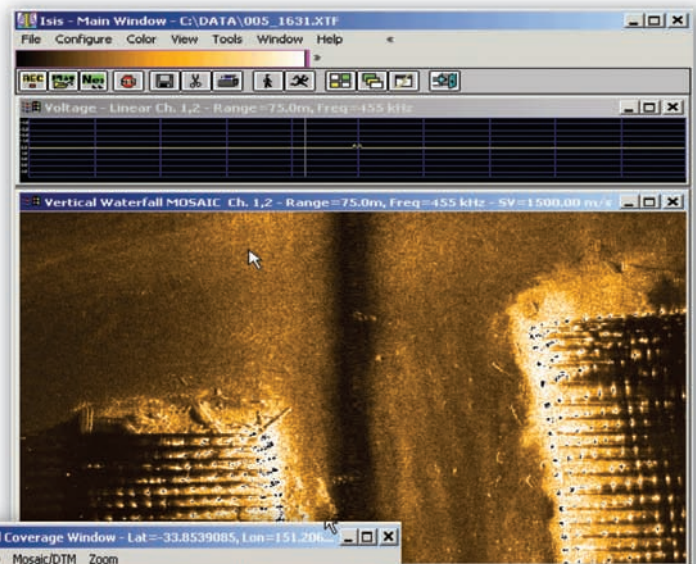 Isis - Main Window - C:\DATA\005_1631.XTF
File Configure Color View Tools Window Help «
»
REC
Voltage - Linear Ch. 1,2 - Range=75.0m, Freq=455 kHz
Vertical Waterfall MOSAIC Ch. 1,2 - Range=75.0m, Freq=455 kHz - SV=1500.00 m/s
Coverage Window - Lat=-33.8539085, Lon=151.206...
Mosaic/DTM Zoom